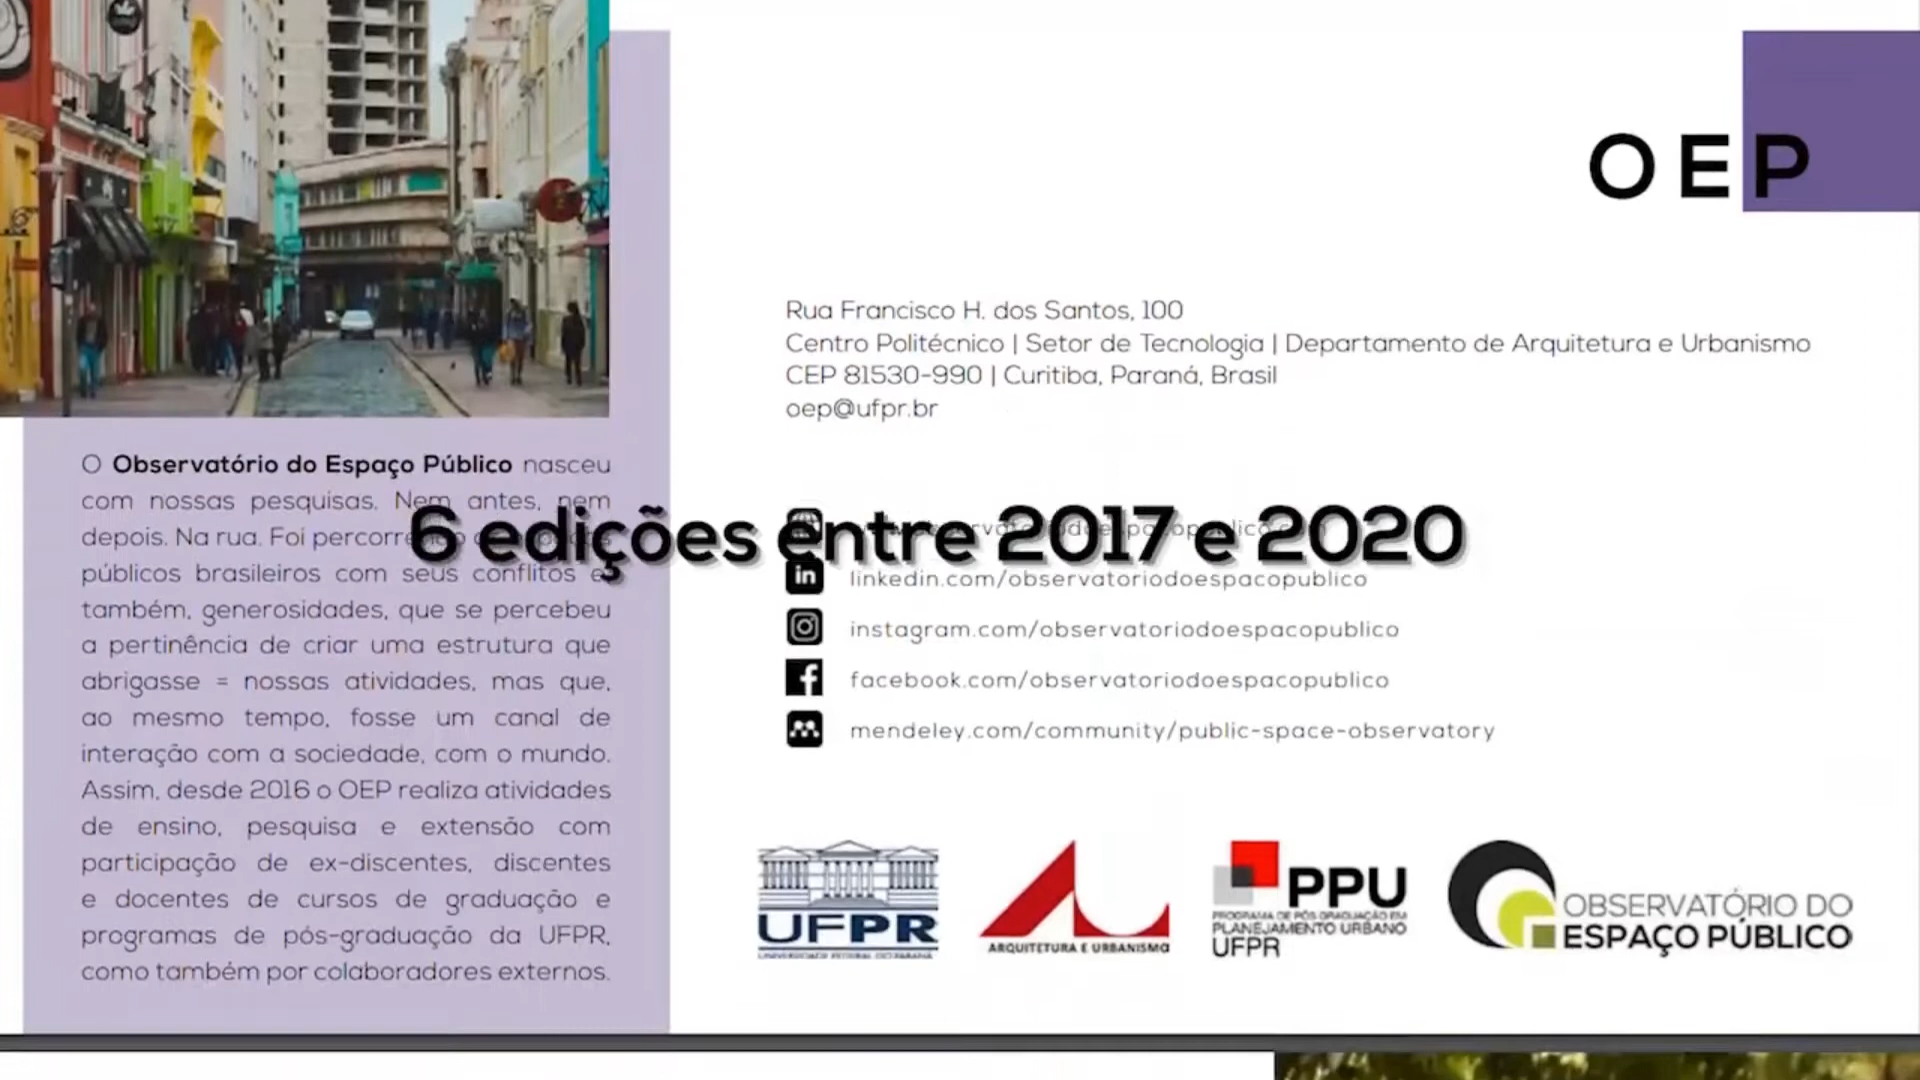 OEP
Rua Francisco H. dos Santos, 100
Centro Politécnico | Setor de Tecnologia | Departamento de Arquitetura e Urbanismo
CEP 81530-990 | Curitiba, Paraná, Brasil
oep@ufpr.br
O Observatório do Espaço Público nasceu
com nossas pesquisas. Nem antes, nem
depois. Na rua. Foi
públicos brasileiros com seus conflitos e
também, generosidades, que se percebeu
a pertinência de criar uma estrutura que
abrigasse = nossas atividades, mas que,
ao mesmo tempo, fosse um canal de
interação com a sociedade, com o mundo.
Assim, desde 2016 o OEP realiza atividades
de ensino, pesquisa e extensão com
participação de ex-discentes, discentes
e docentes de cursos de graduação e
programas de pós-graduação da UFPR,
como também por colaboradores externos.
6 edições entre 2017 e 2020
in linkedin.com/observatoriodoespacopublico
instagram.com/observatoriodoespacopublico
facebook.com/observatoriodoespacopublico
mendeley.com/community/public-space-observatory
UFPR
UNIVERSIDADE FEDERAL DO PARANÁ
ARQUITETURA E URBANISMO
PPU
PROGRAMA DE PÓS-GRADUAÇÃO EM
PLANEJAMENTO URBANO
UFPR
OBSERVATÓRIO DO
ESPAÇO PÚBLICO